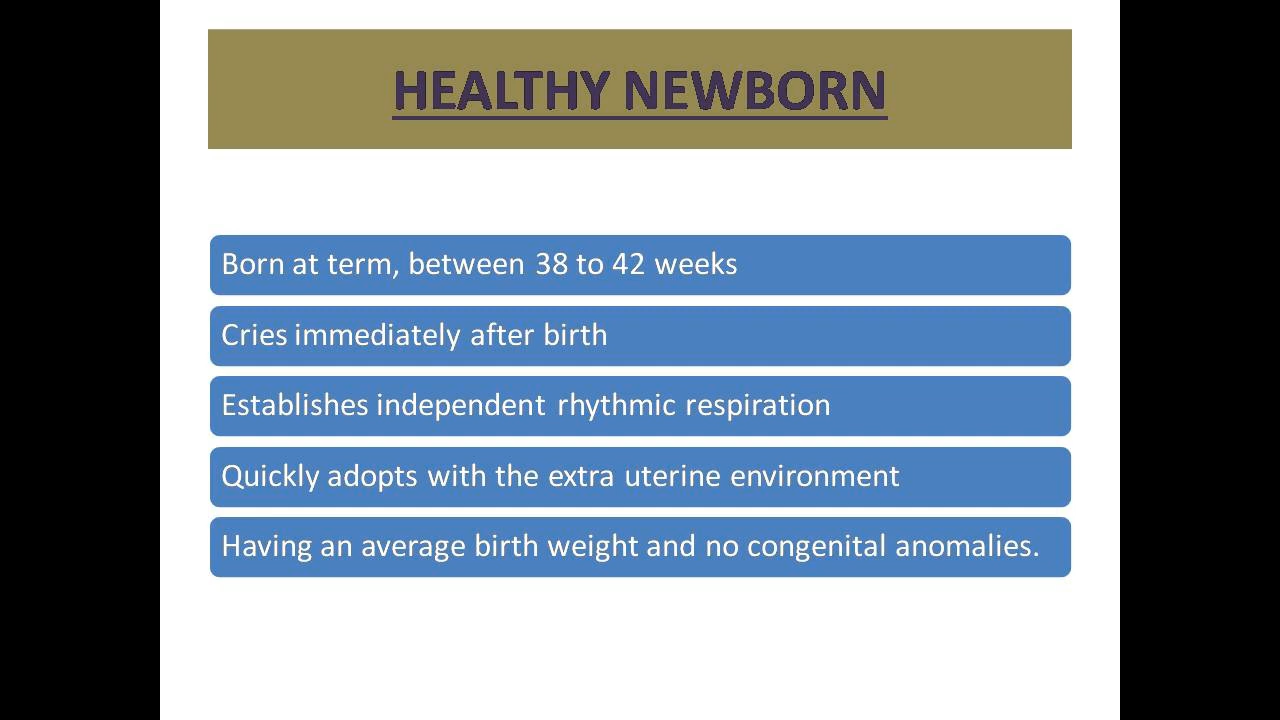 HEALTHY NEWBORN
Born at term, between 38 to 42 weeks
Cries immediately after birth
Establishes independent rhythmic respiration
Quickly adopts with the extra uterine environment
Having an average birth weight and no congenital anomalies.